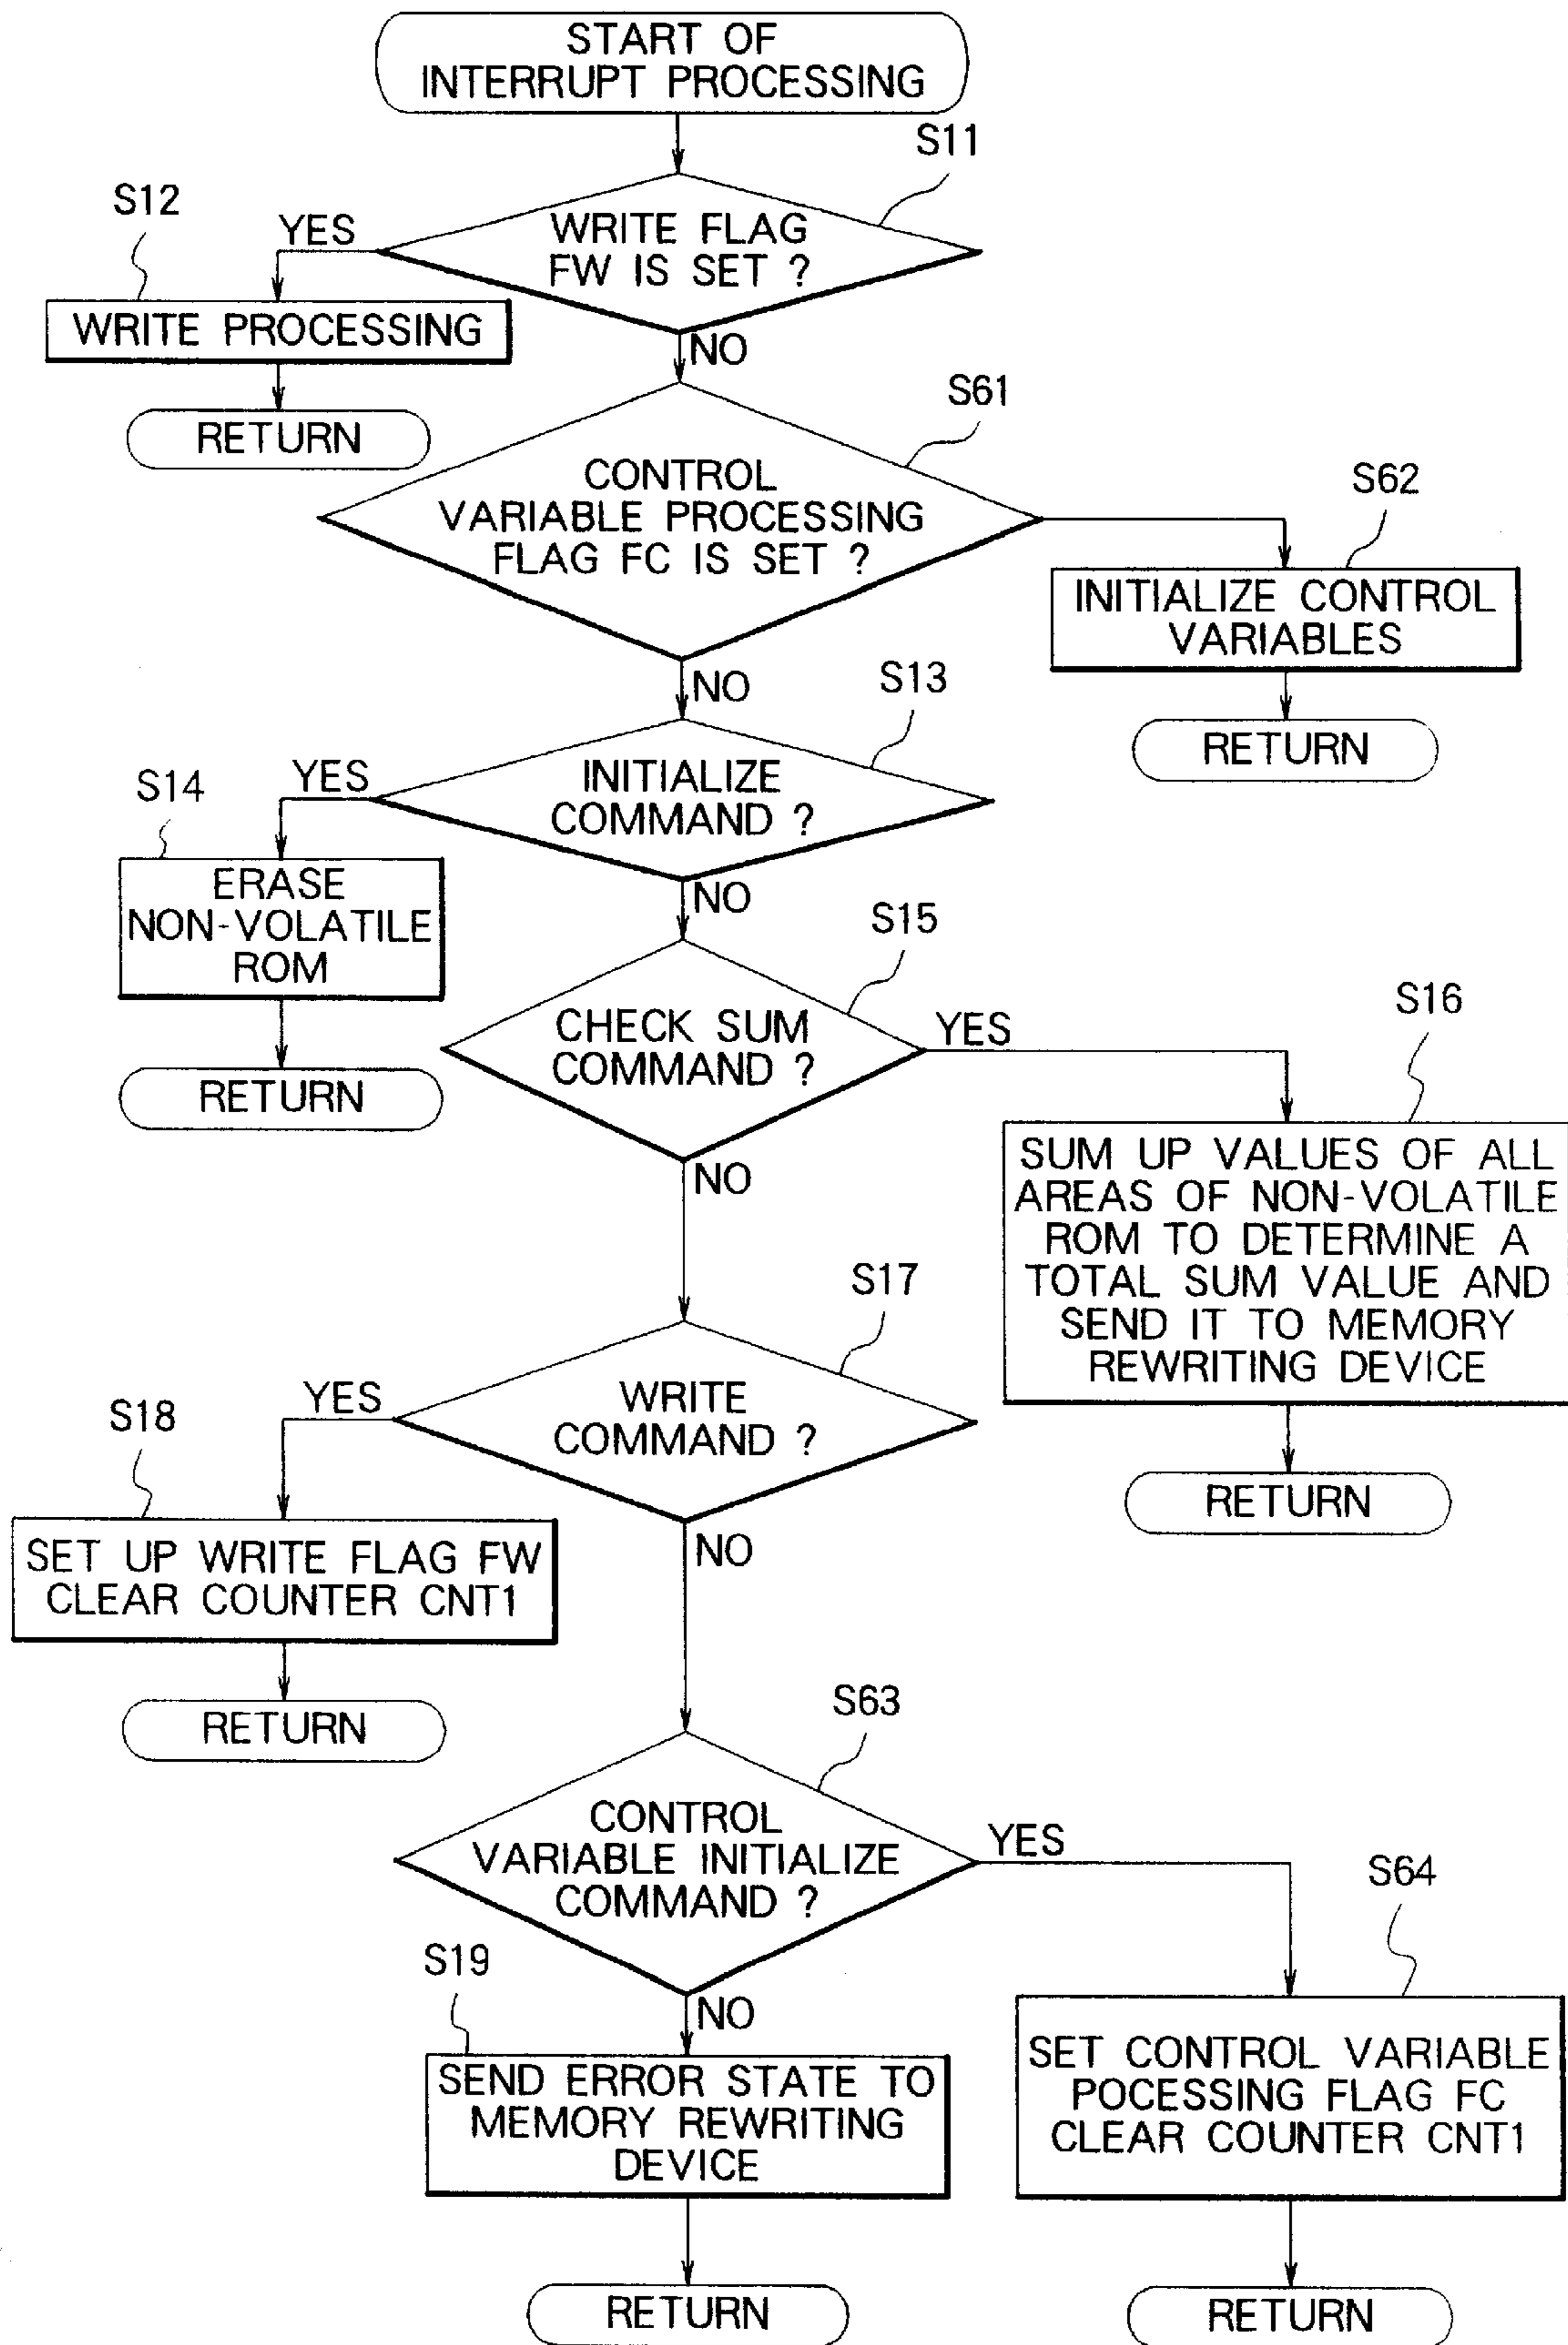 START OF
INTERRUPT PROCESSING
S11
WRITE FLAG
FW IS SET ?
YES
S12
WRITE PROCESSING
RETURN
NO
S61
CONTROL
VARIABLE PROCESSING
FLAG FC IS SET ?
S62
INITIALIZE CONTROL
VARIABLES
RETURN
NO
S13
INITIALIZE
COMMAND ?
YES
S14
ERASE
NON-VOLATILE
ROM
RETURN
NO
S15
CHECK SUM
COMMAND ?
YES
S16
SUM UP VALUES OF ALL
AREAS OF NON-VOLATILE
ROM TO DETERMINE A
TOTAL SUM VALUE AND
SEND IT TO MEMORY
REWRITING DEVICE
RETURN
NO
S17
WRITE
COMMAND ?
YES
S18
SET UP WRITE FLAG FW
CLEAR COUNTER CNT1
RETURN
NO
S63
CONTROL
VARIABLE INITIALIZE
COMMAND ?
YES
S64
SET CONTROL VARIABLE
POCESSING FLAG FC
CLEAR COUNTER CNT1
RETURN
NO
S19
SEND ERROR STATE TO
MEMORY REWRITING
DEVICE
RETURN